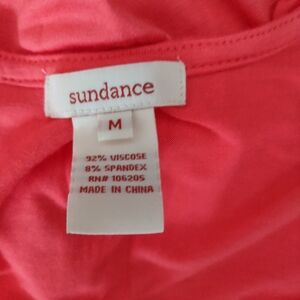 sundance
M
92% VISCOSE
8% SPANDEX
RN# 106205
MADE IN CHINA